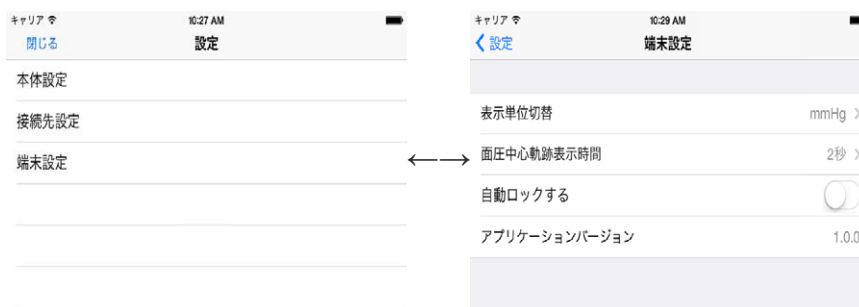 キャリア 10:27 AM
閉じる 設定
本体設定
接続先設定
端末設定
←→
キャリア 10:29 AM
設定 端末設定
表示単位切替 mmHg
面圧中心軌跡表示時間 2秒
自動ロックする
アプリケーションバージョン 1.0.0